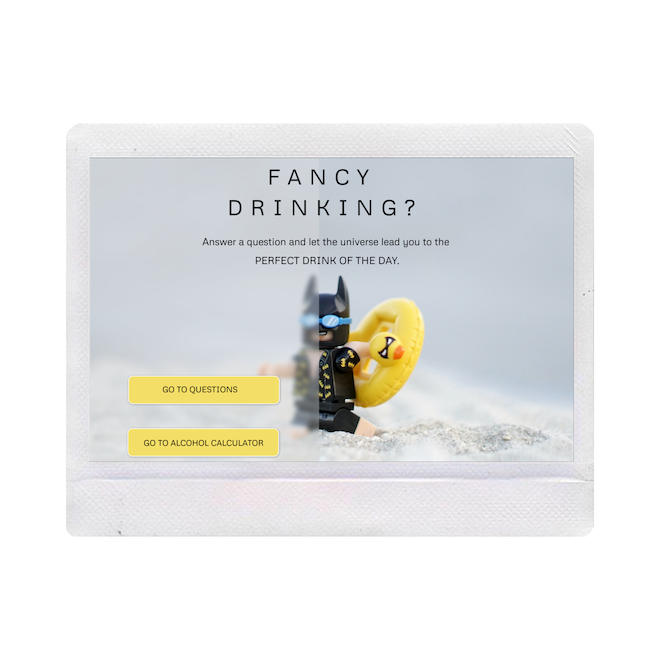 FANCY
DRINKING?
Answer a question and let the universe lead you to the
PERFECT DRINK OF THE DAY.
GO TO QUESTIONS
GO TO ALCOHOL CALCULATOR